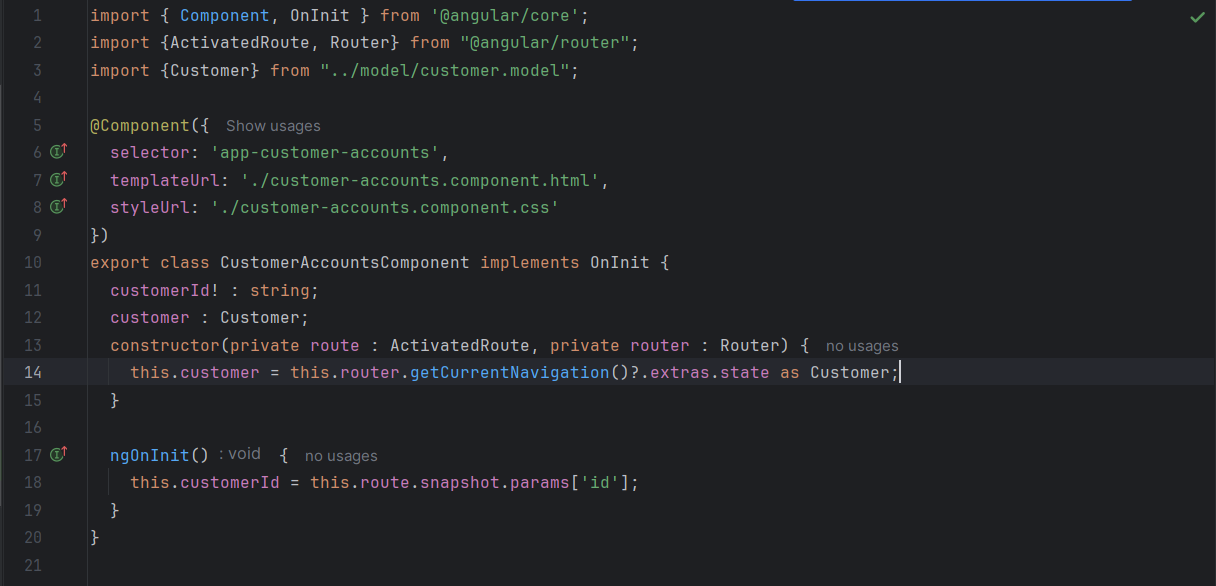 1 import { Component, OnInit } from '@angular/core';
2 import {ActivatedRoute, Router} from "@angular/router";
3 import {Customer} from "../model/customer.model";
4
5 @Component({ Show usages
6 selector: 'app-customer-accounts',
7 templateUrl: './customer-accounts.component.html',
8 styleUrl: './customer-accounts.component.css'
9 })
10 export class CustomerAccountsComponent implements OnInit {
11 customerId! : string;
12 customer : Customer;
13 constructor(private route : ActivatedRoute, private router : Router) { no usages
14 this.customer = this.router.getCurrentNavigation()?.extras.state as Customer;
15 }
16
17 ngOnInit() : void { no usages
18 this.customerId = this.route.snapshot.params['id'];
19 }
20 }
21